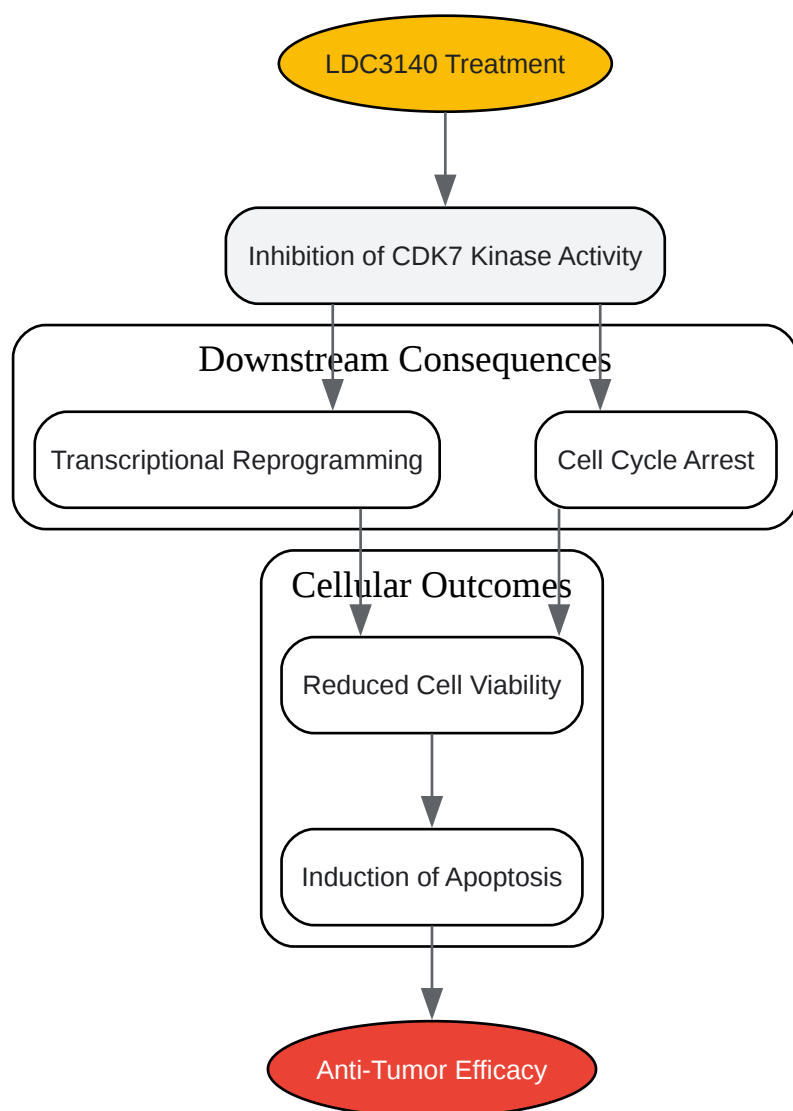 LDC3140 Treatment
Inhibition of CDK7 Kinase Activity
Downstream Consequences
Transcriptional Reprogramming
Cell Cycle Arrest
Cellular Outcomes
Reduced Cell Viability
Induction of Apoptosis
Anti-Tumor Efficacy